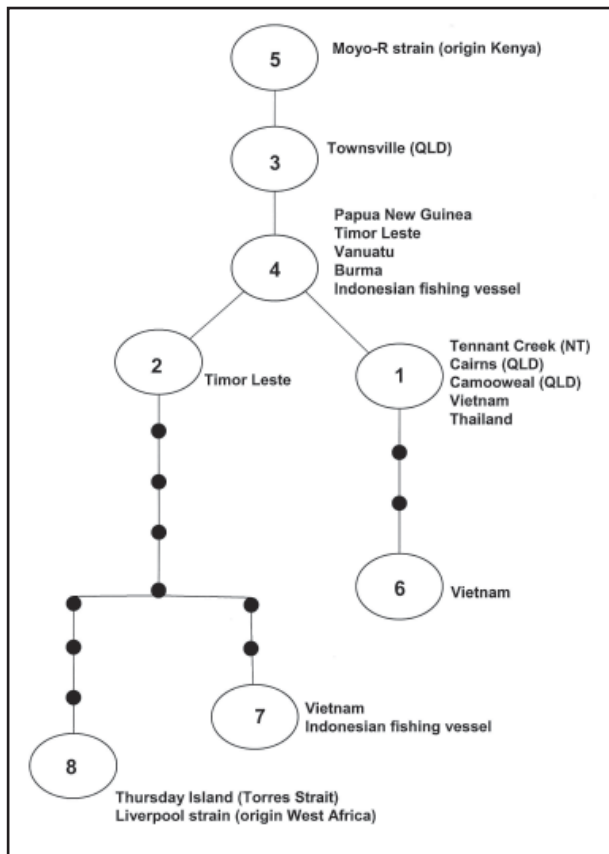 5
Moyo-R strain (origin Kenya)
3
Townsville (QLD)
4
Papua New Guinea
Timor Leste
Vanuatu
Burma
Indonesian fishing vessel
2
Timor Leste
1
Tennant Creek (NT)
Cairns (QLD)
Camooweal (QLD)
Vietnam
Thailand
6
Vietnam
7
Vietnam
Indonesian fishing vessel
8
Thursday Island (Torres Strait)
Liverpool strain (origin West Africa)